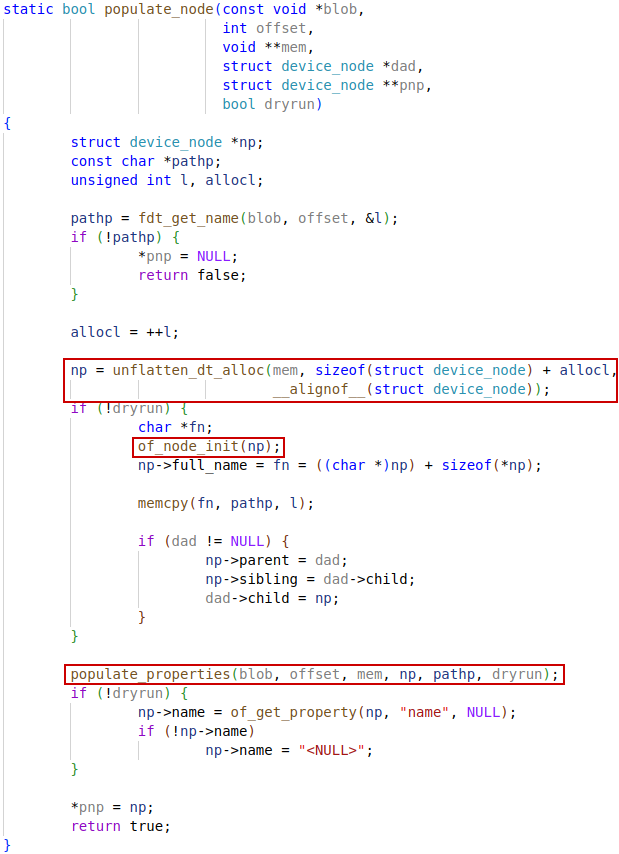 static bool populate_node(const void *blob,
                          int offset,
                          void **mem,
                          struct device_node *dad,
                          struct device_node **pnp,
                          bool dryrun)
{
        struct device_node *np;
        const char *pathp;
        unsigned int l, allocl;

        pathp = fdt_get_name(blob, offset, &l);
        if (!pathp) {
                *pnp = NULL;
                return false;
        }

        allocl = ++l;

        np = unflatten_dt_alloc(mem, sizeof(struct device_node) + allocl,
                                __alignof__(struct device_node));
        if (!dryrun) {
                char *fn;
                of_node_init(np);
                np->full_name = fn = ((char *)np) + sizeof(*np);

                memcpy(fn, pathp, l);

                if (dad != NULL) {
                        np->parent = dad;
                        np->sibling = dad->child;
                        dad->child = np;
                }
        }

        populate_properties(blob, offset, mem, np, pathp, dryrun);
        if (!dryrun) {
                np->name = of_get_property(np, "name", NULL);
                if (!np->name)
                        np->name = "<NULL>";
        }

        *pnp = np;
        return true;
}